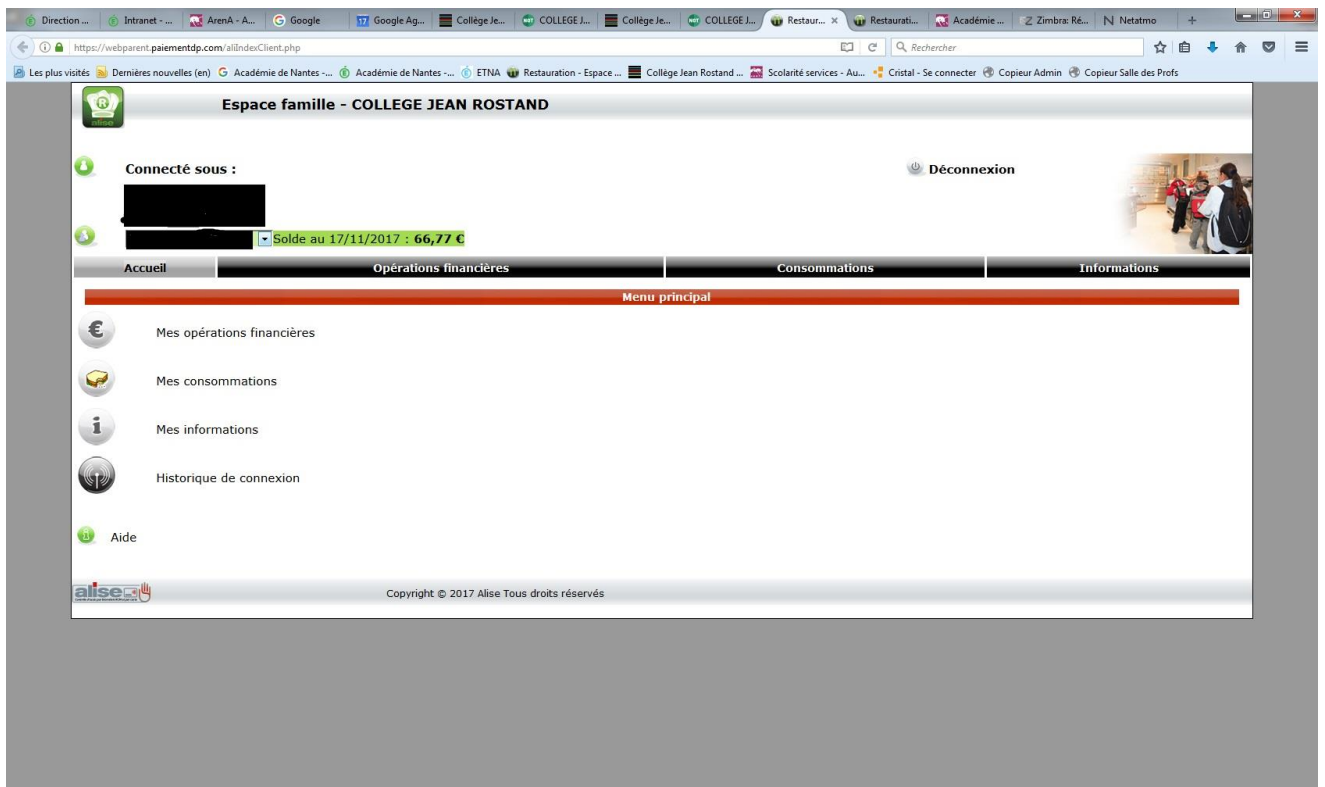 Direction ... Intranet - ... ArenA - A... Google Google Ag... Collège Je... COLLEGE J... Collège Je... COLLEGE J... Restaur... Restaurati... Académie ... Zimbra: Ré... Netatmo
https://webparent.paiementdp.com/aliIndexClient.php Rechercher
Les plus visités Dernières nouvelles (en) Académie de Nantes -... Académie de Nantes -... ETNA Restauration - Espace ... Collège Jean Rostand ... Scolarité services - Au... Cristal - Se connecter Copieur Admin Copieur Salle des Profs
Espace famille - COLLEGE JEAN ROSTAND
alise
Connecté sous : Déconnexion
Solde au 17/11/2017 : 66,77 €
Accueil Opérations financières Consommations Informations
Menu principal
Mes opérations financières
Mes consommations
Mes informations
Historique de connexion
Aide
alise Copyright © 2017 Alise Tous droits réservés